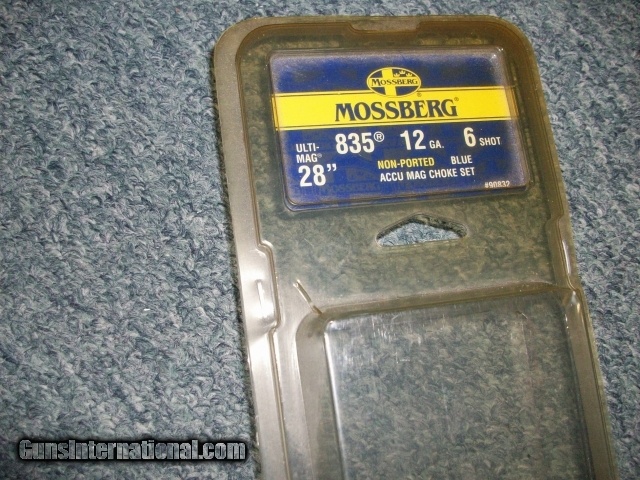 MOSSBERG
MOSSBERG®
ULTI-MAG® 835® 12 GA. 6 SHOT
28" NON-PORTED BLUE
ACCU MAG CHOKE SET
#90832
GunsInternational.com